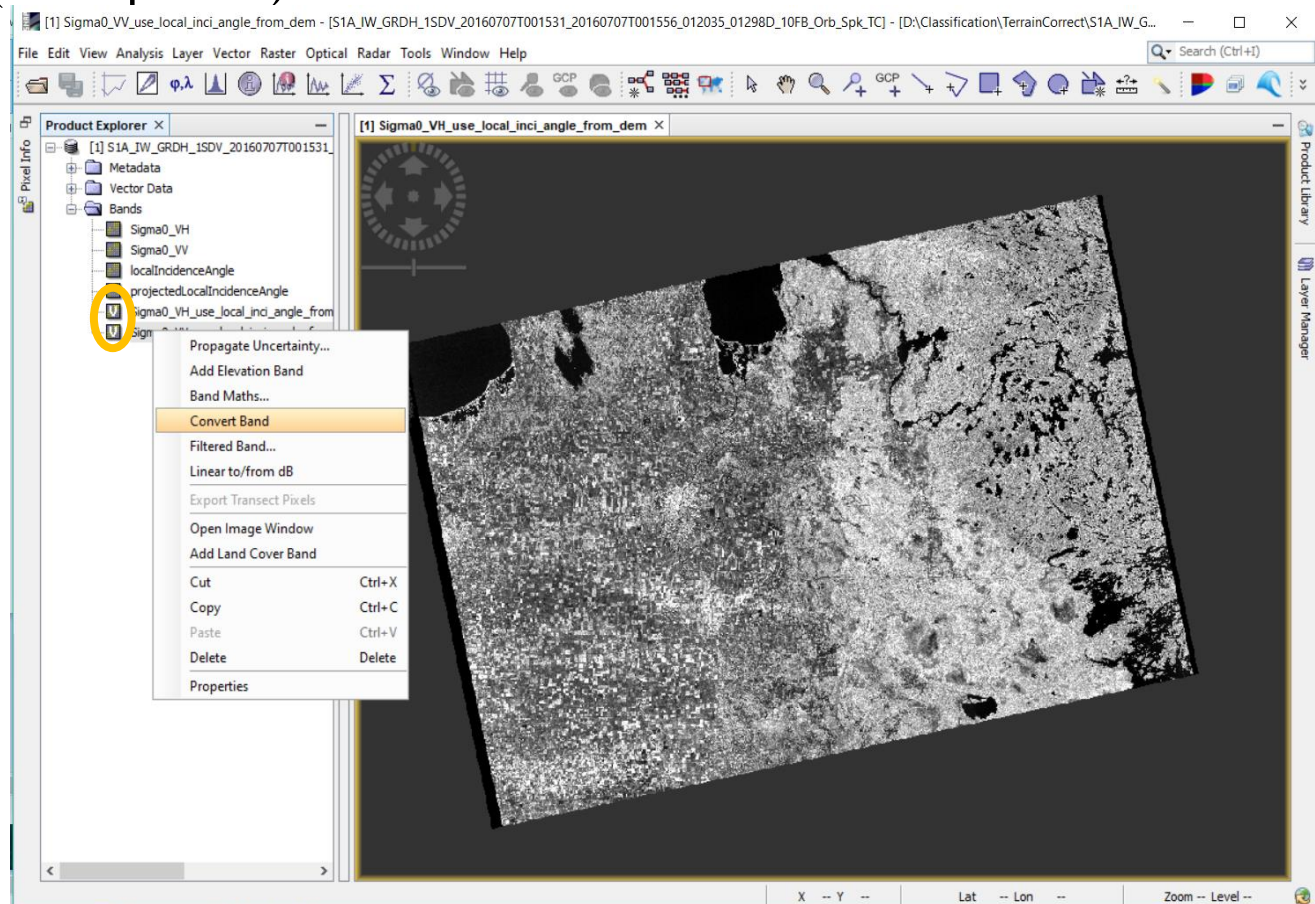 [1] Sigma0_VV_use_local_inci_angle_from_dem - [S1A_IW_GRDH_1SDV_20160707T001531_20160707T001556_012035_01298D_10FB_Orb_Spk_TC] - [D:\Classification\TerrainCorrect\S1A_IW_G...
File Edit View Analysis Layer Vector Raster Optical Radar Tools Window Help
Search (Ctrl+I)
φ,λ
Σ
GCP
GCP
Product Explorer
[1] Sigma0_VH_use_local_inci_angle_from_dem
Pixel Info
[1] S1A_IW_GRDH_1SDV_20160707T001531_
Metadata
Vector Data
Bands
Sigma0_VH
Sigma0_VV
localIncidenceAngle
projectedLocalIncidenceAngle
V Sigma0_VH_use_local_inci_angle_from
V
Propagate Uncertainty...
Add Elevation Band
Band Maths...
Convert Band
Filtered Band...
Linear to/from dB
Export Transect Pixels
Open Image Window
Add Land Cover Band
Cut Ctrl+X
Copy Ctrl+C
Paste Ctrl+V
Delete Delete
Properties
Product Library
Layer Manager
X -- Y -- Lat -- Lon -- Zoom -- Level --